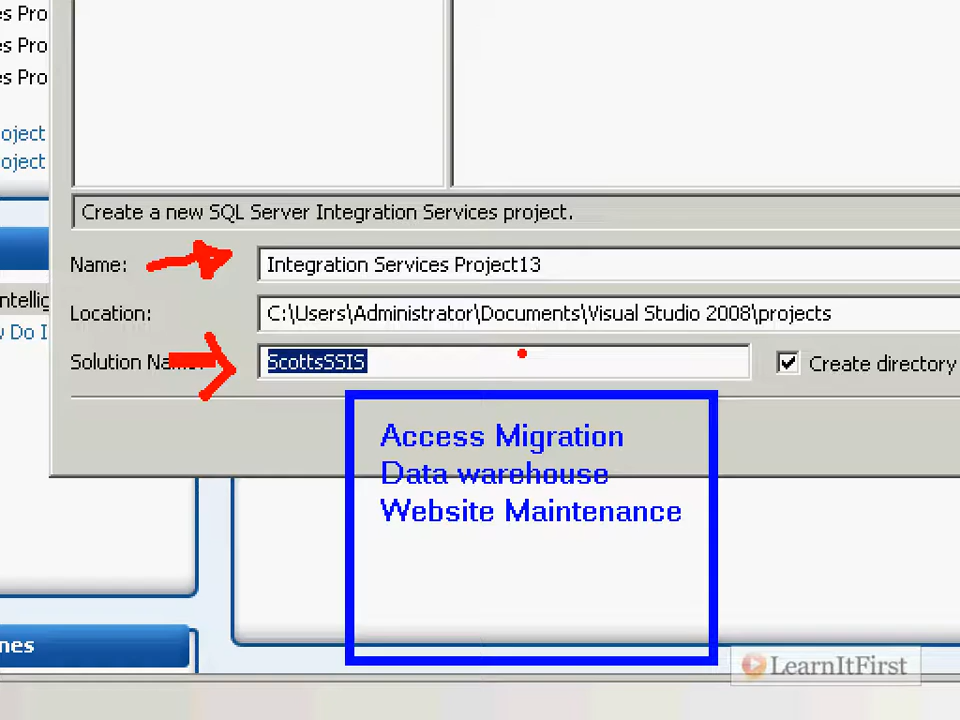 es Pro
es Pro
es Pro
oject
oject
Create a new SQL Server Integration Services project.
Name: Integration Services Project13
ntellig
Location: C:\Users\Administrator\Documents\Visual Studio 2008\projects
w Do I
Solution Name: ScottsSSIS Create directory
Access Migration
Data warehouse
Website Maintenance
nes
LearnItFirst